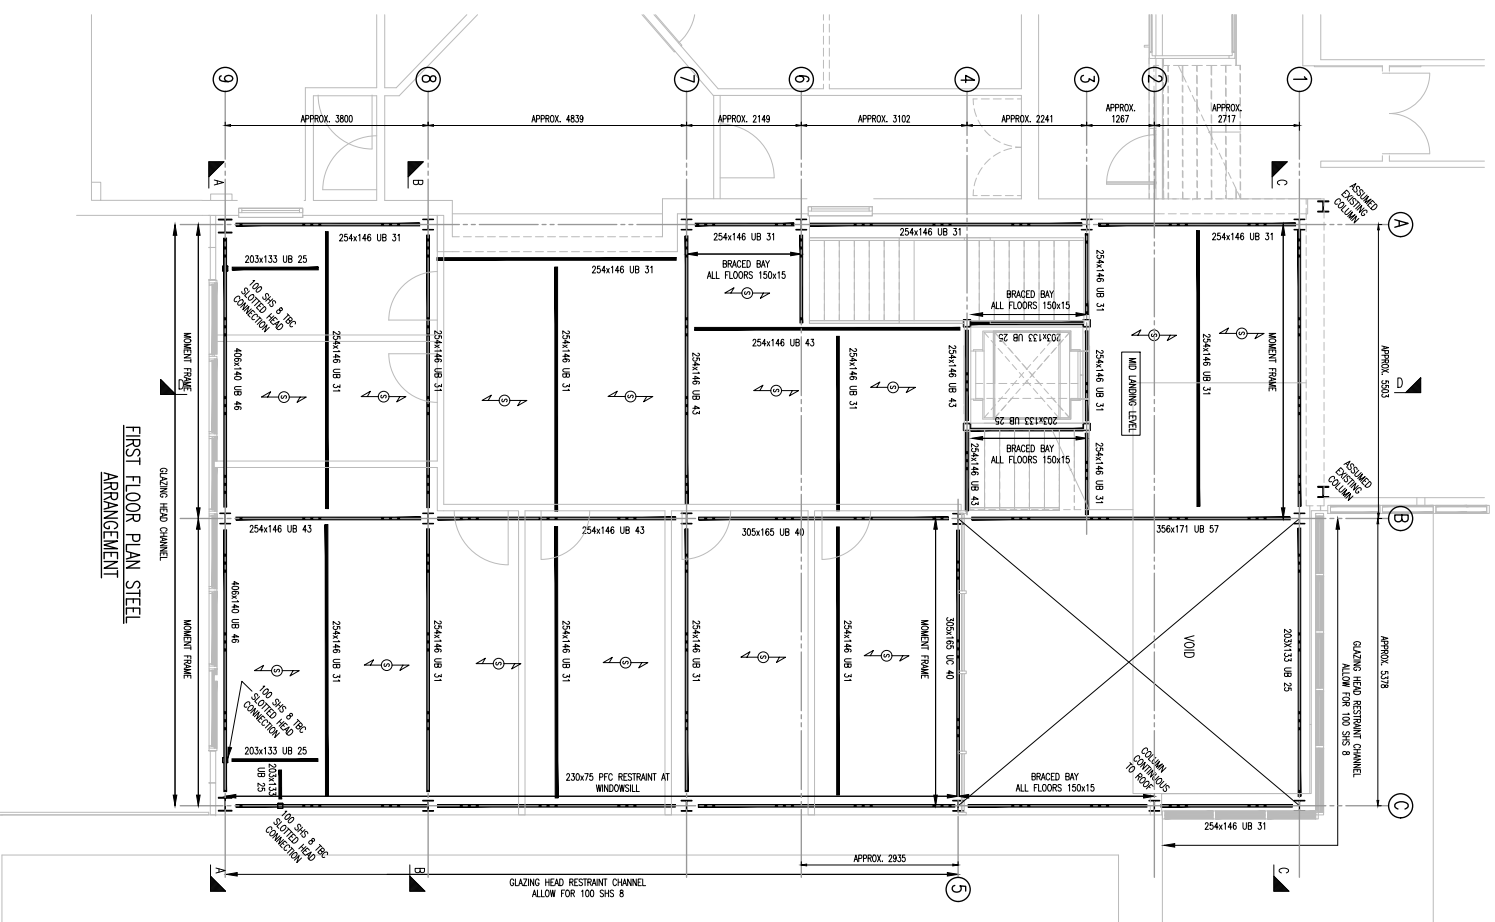 9
8
7
6
4
3
2
1
APPROX. 3800
APPROX. 4839
APPROX. 2149
APPROX. 3102
APPROX. 2241
APPROX.
1267
APPROX.
2717
A
B
C
ASSUMED
EXISTING
COLUMN
A
254x146 UB 31
254x146 UB 31
254x146 UB 31
254x146 UB 31
254x146 UB 31
203x133 UB 25
BRACED BAY
ALL FLOORS 150x15
S
100 SHS 8 TBC
SLOTTED HEAD
CONNECTION
254x146 UB 31
BRACED BAY
ALL FLOORS 150x15
203x133 UB 25
MOMENT FRAME
406x140 UB 46
254x146 UB 31
254x146 UB 31
254x146 UB 31
254x146 UB 43
254x146 UB 43
254x146 UB 31
254x146 UB 43
254x146 UB 31
MID LANDING LEVEL
254x146 UB 31
MOMENT FRAME
APPROX 5503
S
S
D
D
S
S
S
S
S
S
203x133 UB 25
BRACED BAY
ALL FLOORS 150x15
254x146 UB 43
254x146 UB 31
ASSUMED
EXISTING
COLUMN
FIRST FLOOR PLAN STEEL
ARRANGEMENT
GLAZING HEAD CHANNEL
B
254x146 UB 43
254x146 UB 43
305x165 UB 40
356x171 UB 57
MOMENT FRAME
406x140 UB 46
254x146 UB 31
254x146 UB 31
254x146 UB 31
254x146 UB 31
254x146 UB 31
MOMENT FRAME
305x165 UC 40
VOID
203x133 UB 25
GLAZING HEAD RESTRAINT CHANNEL
ALLOW FOR 100 SHS 8
APPROX. 5378
S
S
S
S
S
S
100 SHS 8 TBC
SLOTTED HEAD
CONNECTION
203x133 UB 25
203x133
UB 25
230x75 PFC RESTRAINT AT
WINDOWSILL
BRACED BAY
ALL FLOORS 150x15
COLUMN
CONTINUOUS
TO ROOF
C
100 SHS 8 TBC
SLOTTED HEAD
CONNECTION
254x146 UB 31
APPROX. 2935
A
B
C
GLAZING HEAD RESTRAINT CHANNEL
ALLOW FOR 100 SHS 8
5